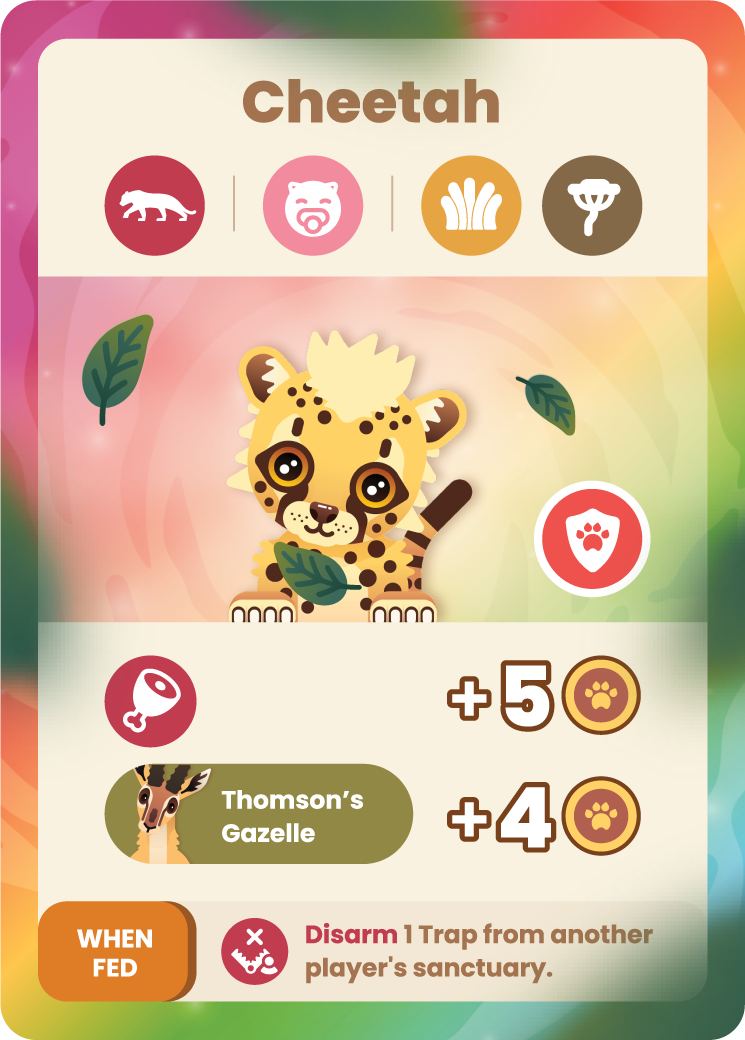 Cheetah
+5
Thomson’s
Gazelle
+4
WHEN
FED
Disarm 1 Trap from another
player's sanctuary.